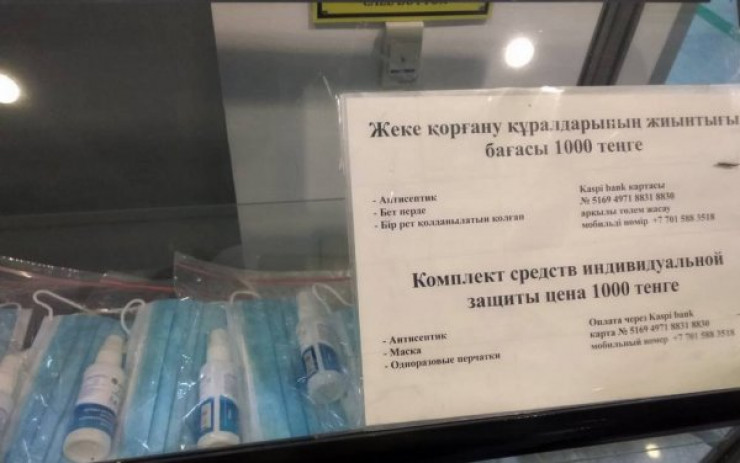 Жеке қорғану құралдарының жиынтығы
бағасы 1000 теңге
- Антисептик
- Бет перде
- Бір рет қолданылатын қолғап
Kaspi bank картасы
№ 5169 4971 8831 8830
арқылы төлем жасау
мобильді номір +7 701 588 3518
Комплект средств индивидуальной
защиты цена 1000 тенге
- Антисептик
- Маска
- Одноразовые перчатки
Оплата через Kaspi bank
карта № 5169 4971 8831 8830
мобильный номер +7 701 588 3518